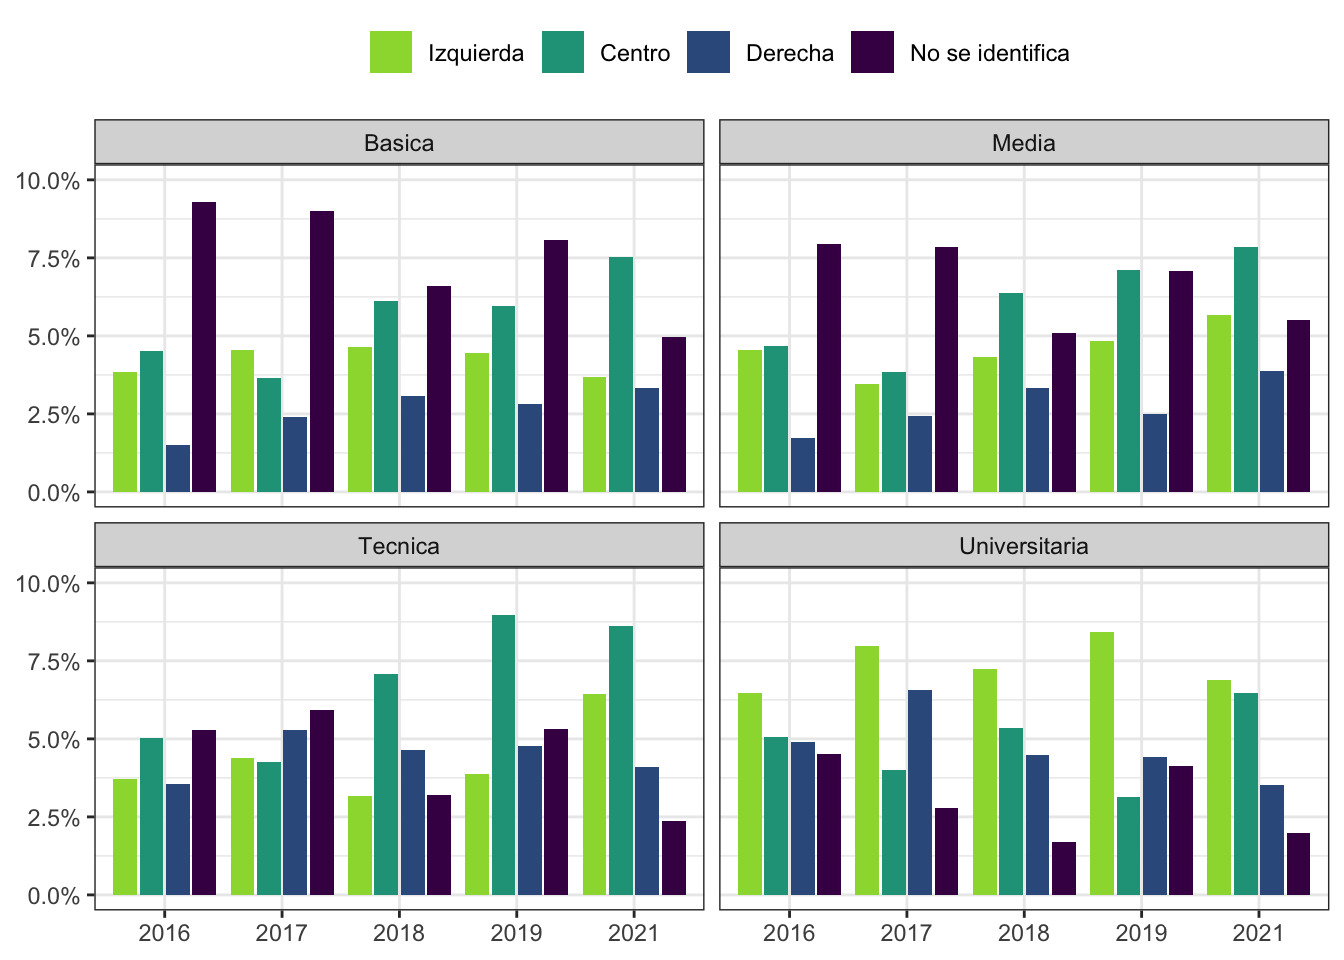 Izquierda Centro Derecha No se identifica
Basica Media
10.0%
7.5%
5.0%
2.5%
0.0%
Tecnica Universitaria
10.0%
7.5%
5.0%
2.5%
0.0%
2016 2017 2018 2019 2021 2016 2017 2018 2019 2021